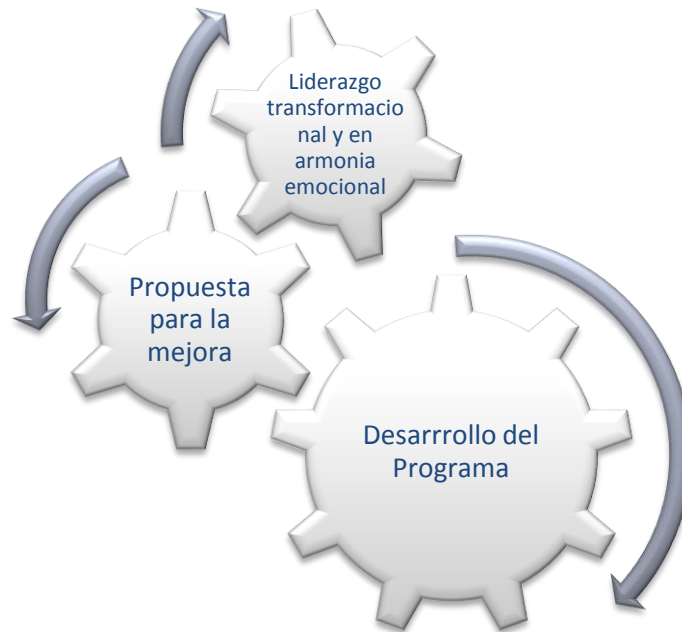 Liderazgo
transformacio
nal y en
armonia
emocional
Propuesta
para la
mejora
Desarrrollo del
Programa